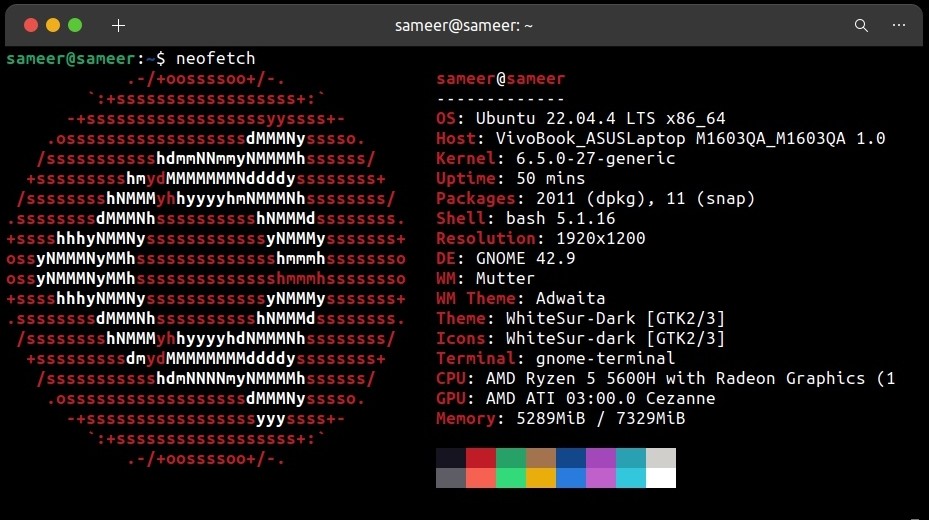 sameer@sameer: ~
sameer@sameer:~$ neofetch
.-/+oossssoo+/-.
`:+ssssssssssssssssss+:`
-+ssssssssssssssssssyyssss+-
.ossssssssssssssssssdMMMNysssso.
/ssssssssssshdmmNNmmyNMMMMhssssss/
+ssssssssshmydMMMMMMMNddddyssssssss+
/sssssssshNMMMyhhyyyyhmNMMMNhssssssss/
.ssssssssdMMMNhsssssssssshNMMMdssssssss.
+sssshhhyNMMNyssssssssssssyNMMMysssssss+
ossyNMMMNyMMhsssssssssssssshmmmhssssssso
ossyNMMMNyMMhsssssssssssssshmmmhssssssso
+sssshhhyNMMNyssssssssssssyNMMMysssssss+
.ssssssssdMMMNhsssssssssshNMMMdssssssss.
/sssssssshNMMMyhhyyyyhdNMMMNhssssssss/
+sssssssssdmydMMMMMMMMddddyssssssss+
/ssssssssssshdmNNNNmyNMMMMhssssss/
.ossssssssssssssssssdMMMNysssso.
-+sssssssssssssssssyyyssss+-
`:+ssssssssssssssssss+:`
.-/+oossssoo+/-.
sameer@sameer
-------------
OS: Ubuntu 22.04.4 LTS x86_64
Host: VivoBook_ASUSLaptop M1603QA_M1603QA 1.0
Kernel: 6.5.0-27-generic
Uptime: 50 mins
Packages: 2011 (dpkg), 11 (snap)
Shell: bash 5.1.16
Resolution: 1920x1200
DE: GNOME 42.9
WM: Mutter
WM Theme: Adwaita
Theme: WhiteSur-Dark [GTK2/3]
Icons: WhiteSur-dark [GTK2/3]
Terminal: gnome-terminal
CPU: AMD Ryzen 5 5600H with Radeon Graphics (1
GPU: AMD ATI 03:00.0 Cezanne
Memory: 5289MiB / 7329MiB